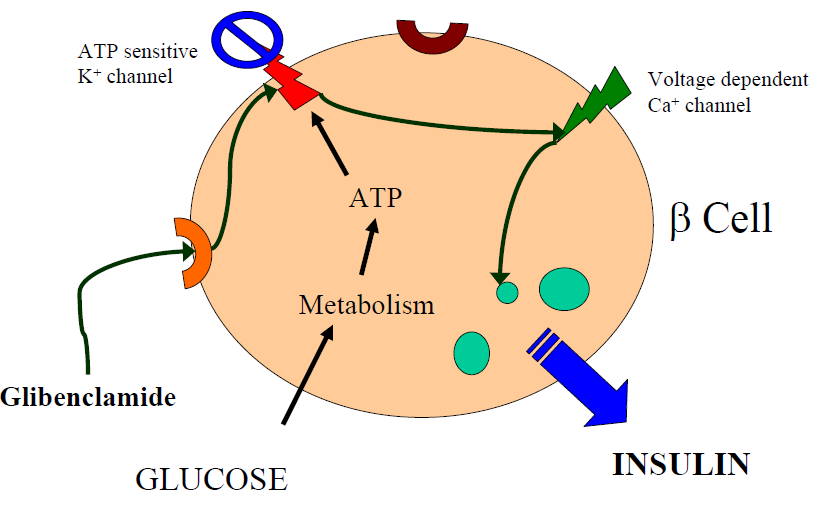 ATP sensitive
K⁺ channel
Voltage dependent
Ca⁺ channel
ATP
β Cell
Metabolism
Glibenclamide
GLUCOSE
INSULIN